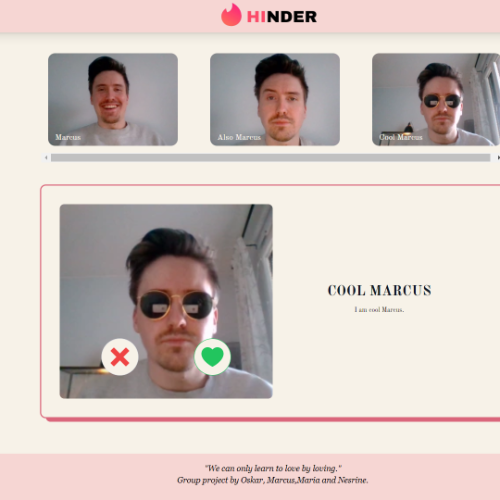 HINDER
Marcus
Also Marcus
Cool Marcus
COOL MARCUS
I am cool Marcus.
"We can only learn to love by loving."
Group project by Oskar, Marcus,Maria and Nesrine.